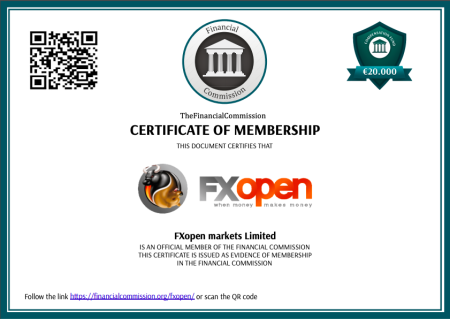 Financial
Commission
COMPENSATION FUND
€20.000
TheFinancialCommission
CERTIFICATE OF MEMBERSHIP
THIS DOCUMENT CERTIFIES THAT
FXopen
when money makes money
FXopen markets Limited
IS AN OFFICIAL MEMBER OF THE FINANCIAL COMMISSION
THIS CERTIFICATE IS ISSUED AS EVIDENCE OF MEMBERSHIP
IN THE FINANCIAL COMMISSION
Follow the link https://financialcommission.org/fxopen/ or scan the QR code